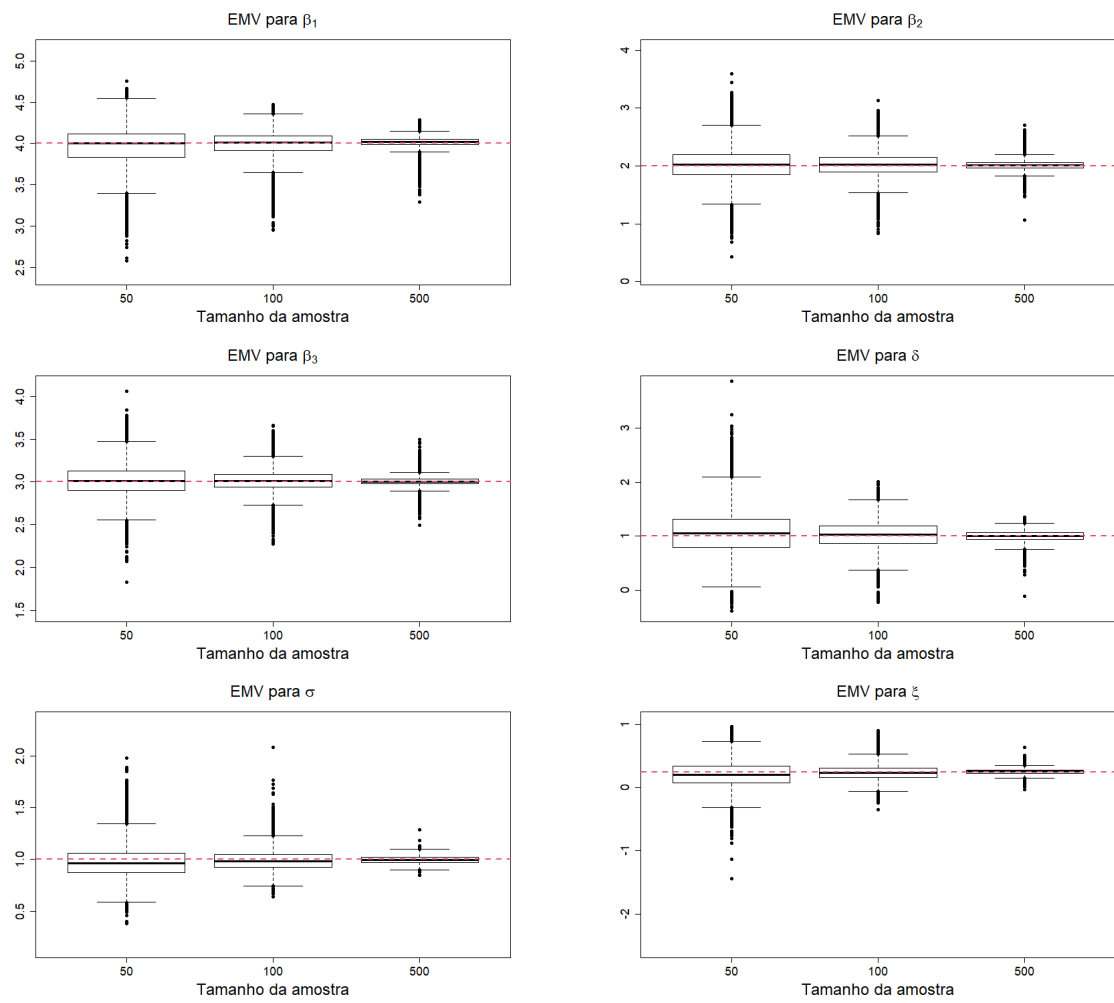 EMV para β1
5.0
4.5
4.0
3.5
3.0
2.5
50 100 500
Tamanho da amostra
EMV para β2
4
3
2
1
0
50 100 500
Tamanho da amostra
EMV para β3
4.0
3.5
3.0
2.5
2.0
1.5
50 100 500
Tamanho da amostra
EMV para δ
3
2
1
0
50 100 500
Tamanho da amostra
EMV para σ
2.0
1.5
1.0
0.5
50 100 500
Tamanho da amostra
EMV para ξ
1
0
-1
-2
50 100 500
Tamanho da amostra